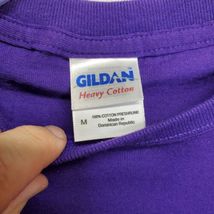 GILDAN
Heavy Cotton
M
100% COTTON PRESHRUNK
Made in
Dominican Republic